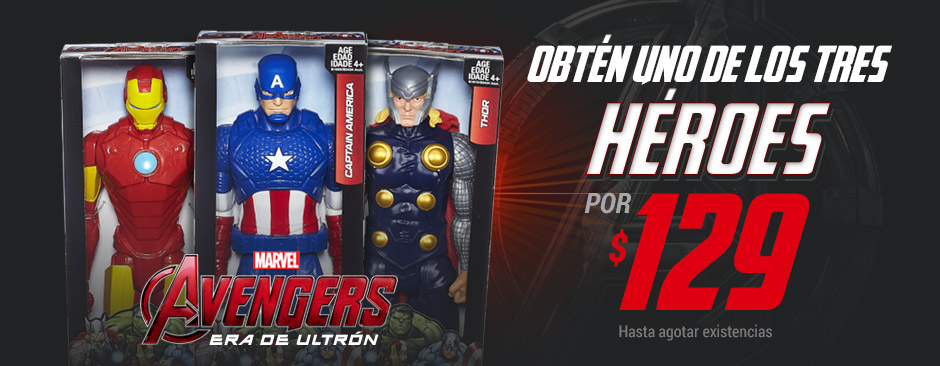 AGE
EDAD
IDADE 4+
CAPTAIN AMERICA
AGE
EDAD
IDADE 4+
THOR
MARVEL
AVENGERS
ERA DE ULTRÓN
OBTÉN UNO DE LOS TRES
HÉROES
POR
$129
Hasta agotar existencias